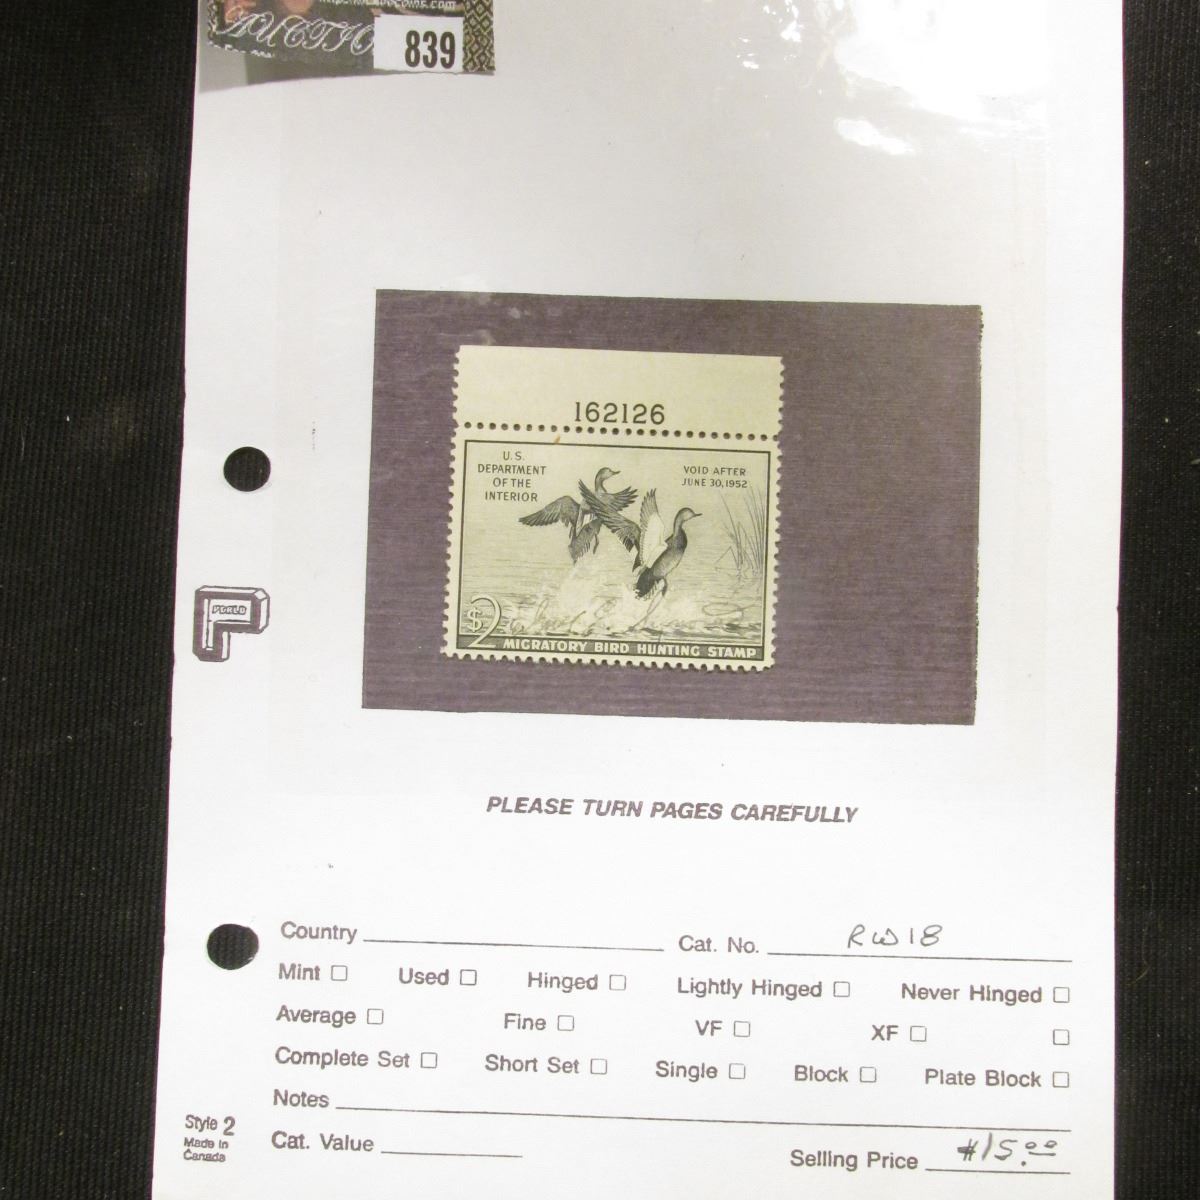 AUCTIO
839
162126
U.S.
DEPARTMENT
OF THE
INTERIOR
VOID AFTER
JUNE 30, 1952
$2
MIGRATORY BIRD HUNTING STAMP
WORLD
PLEASE TURN PAGES CAREFULLY
Country Cat. No. RW18
Mint Used Hinged Lightly Hinged Never Hinged
Average Fine VF XF
Complete Set Short Set Single Block Plate Block
Notes
Style 2
Made in
Canada
Cat. Value Selling Price $15.00